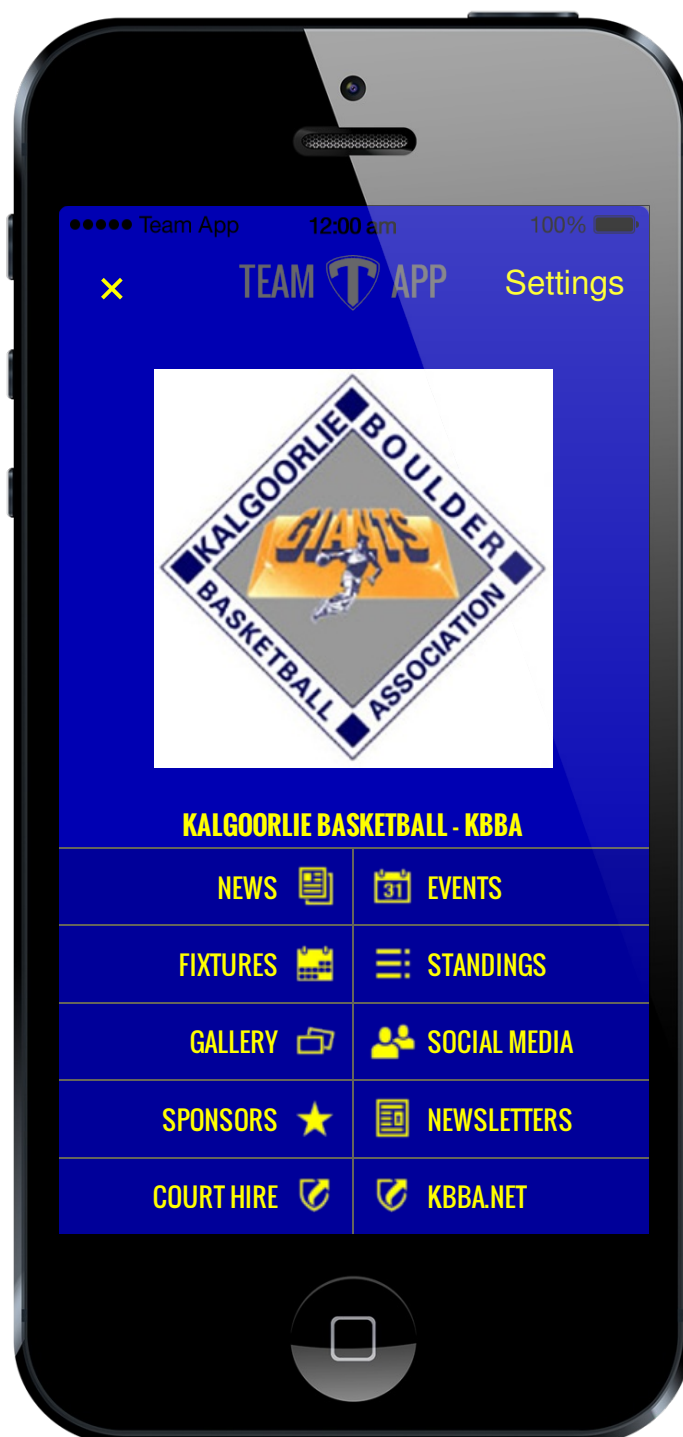 Team App 12:00 am 100%
× TEAM T APP Settings
KALGOORLIE BOULDER
GIANTS
BASKETBALL ASSOCIATION
KALGOORLIE BASKETBALL - KBBA
NEWS 31 EVENTS
FIXTURES STANDINGS
GALLERY SOCIAL MEDIA
SPONSORS NEWSLETTERS
COURT HIRE KBBA.NET